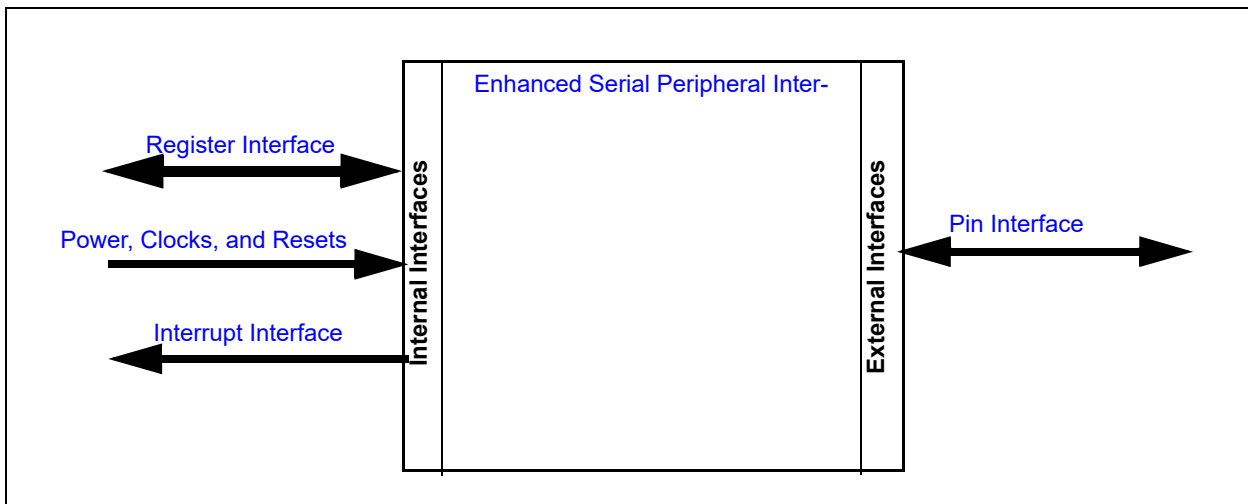 Enhanced Serial Peripheral Inter-
Register Interface
Power, Clocks, and Resets
Interrupt Interface
Internal Interfaces
External Interfaces
Pin Interface